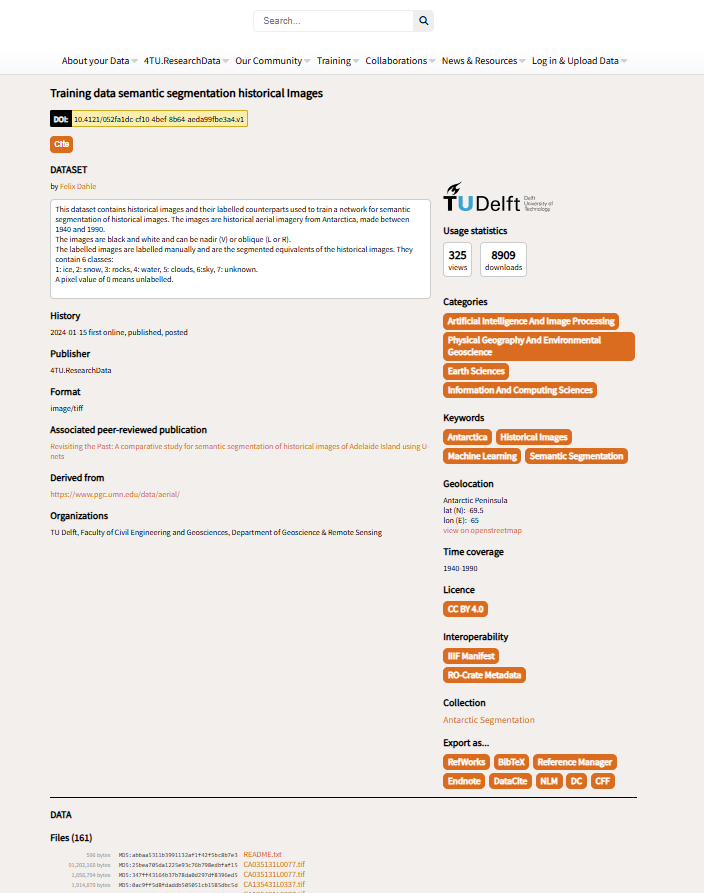 Search...
About your Data 4TU.ResearchData Our Community Training Collaborations News & Resources Log in & Upload Data
Training data semantic segmentation historical Images
DOI: 10.4121/052fa1dc-cf10-4bef-8b64-aeda99fbe3a4.v1
Cite
DATASET
by Felix Dahle
This dataset contains historical images and their labelled counterparts used to train a network for semantic
segmentation of historical images. The images are historical aerial imagery from Antarctica, made between
1940 and 1990.
The images are black and white and can be nadir (V) or oblique (L or R).
The labelled images are labelled manually and are the segmented equivalents of the historical images. They
contain 6 classes:
1: ice, 2: snow, 3: rocks, 4: water, 5: clouds, 6:sky, 7: unknown.
A pixel value of 0 means unlabelled.
History
2024-01-15 first online, published, posted
Publisher
4TU.ResearchData
Format
image/tiff
Associated peer-reviewed publication
Revisiting the Past: A comparative study for semantic segmentation of historical images of Adelaide Island using U-
nets
Derived from
https://www.pgc.umn.edu/data/aerial/
Organizations
TU Delft, Faculty of Civil Engineering and Geosciences, Department of Geoscience & Remote Sensing
TUDelft
Delft
University of
Technology
Usage statistics
325 8909
views downloads
Categories
Artificial Intelligence And Image Processing
Physical Geography And Environmental
Geoscience
Earth Sciences
Information And Computing Sciences
Keywords
Antarctica Historical Images
Machine Learning Semantic Segmentation
Geolocation
Antarctic Peninsula
lat (N): -69.5
lon (E): -65
view on openstreetmap
Time coverage
1940-1990
Licence
CC BY 4.0
Interoperability
IIIF Manifest
RO-Crate Metadata
Collection
Antarctic Segmentation
Export as...
RefWorks BibTeX Reference Manager
Endnote DataCite NLM DC CFF
DATA
Files (161)
README.txt
CA035131L0077.tif
CA035131L0077.tif
CA135431L0337.tif